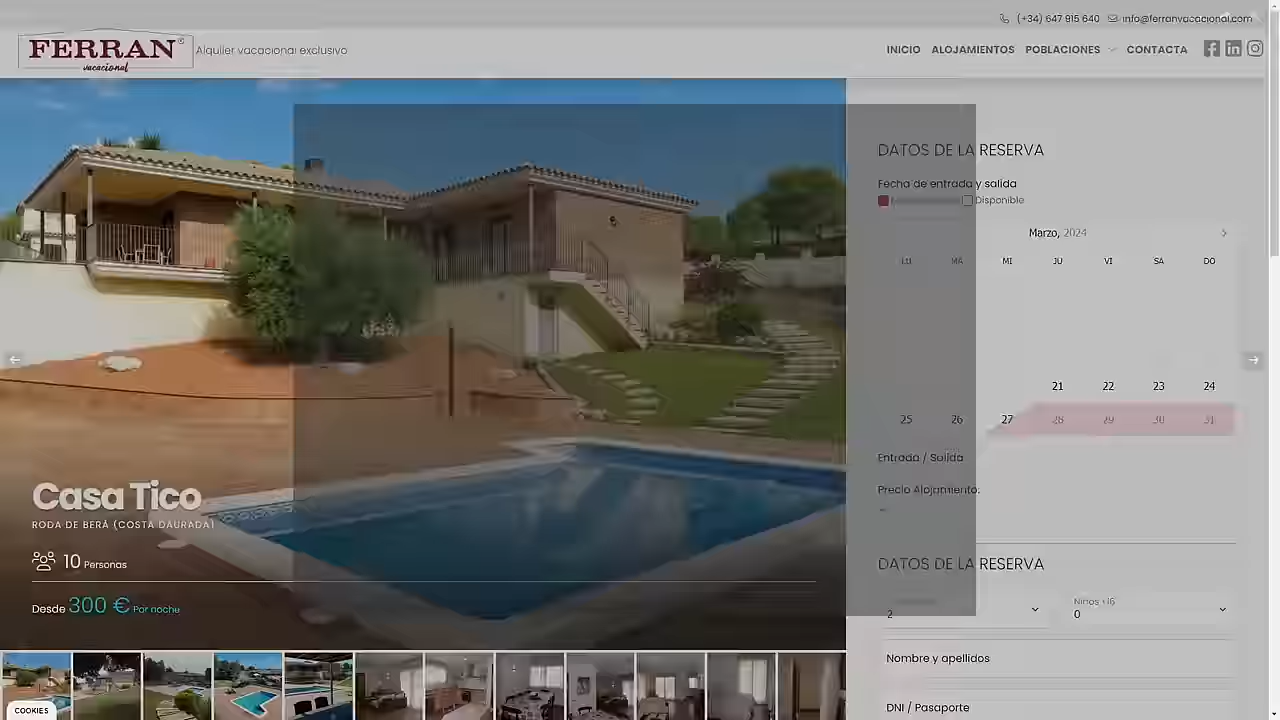 (+34) 647 915 640 info@ferranvacacional.com
FERRAN®
vacacional
Alquiler vacacional exclusivo
INICIO ALOJAMIENTOS POBLACIONES CONTACTA
DATOS DE LA RESERVA
Fecha de entrada y salida
Disponible
Marzo, 2024
LU MA MI JU VI SA DO
21 22 23 24
25 26 27 28 29 30 31
Entrada / Salida
Precio Alojamiento:
-
Casa Tico
RODA DE BERÁ (COSTA DAURADA)
10 Personas
Desde 300 € Por noche
DATOS DE LA RESERVA
2
Niños <16
0
Nombre y apellidos
DNI / Pasaporte
COOKIES